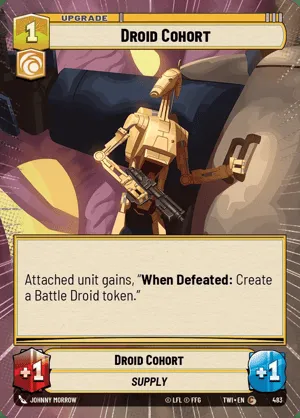 UPGRADE
1
DROID COHORT
Attached unit gains, “When Defeated: Create
a Battle Droid token.”
+1
DROID COHORT
+1
SUPPLY
JOHNNY MORROW
© LFL © FFG
TWI • EN C 483